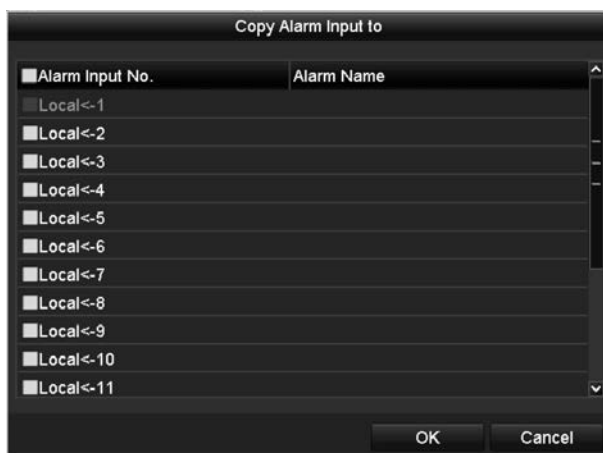 Copy Alarm Input to
Alarm Input No. Alarm Name
Local<-1
Local<-2
Local<-3
Local<-4
Local<-5
Local<-6
Local<-7
Local<-8
Local<-9
Local<-10
Local<-11
OK Cancel